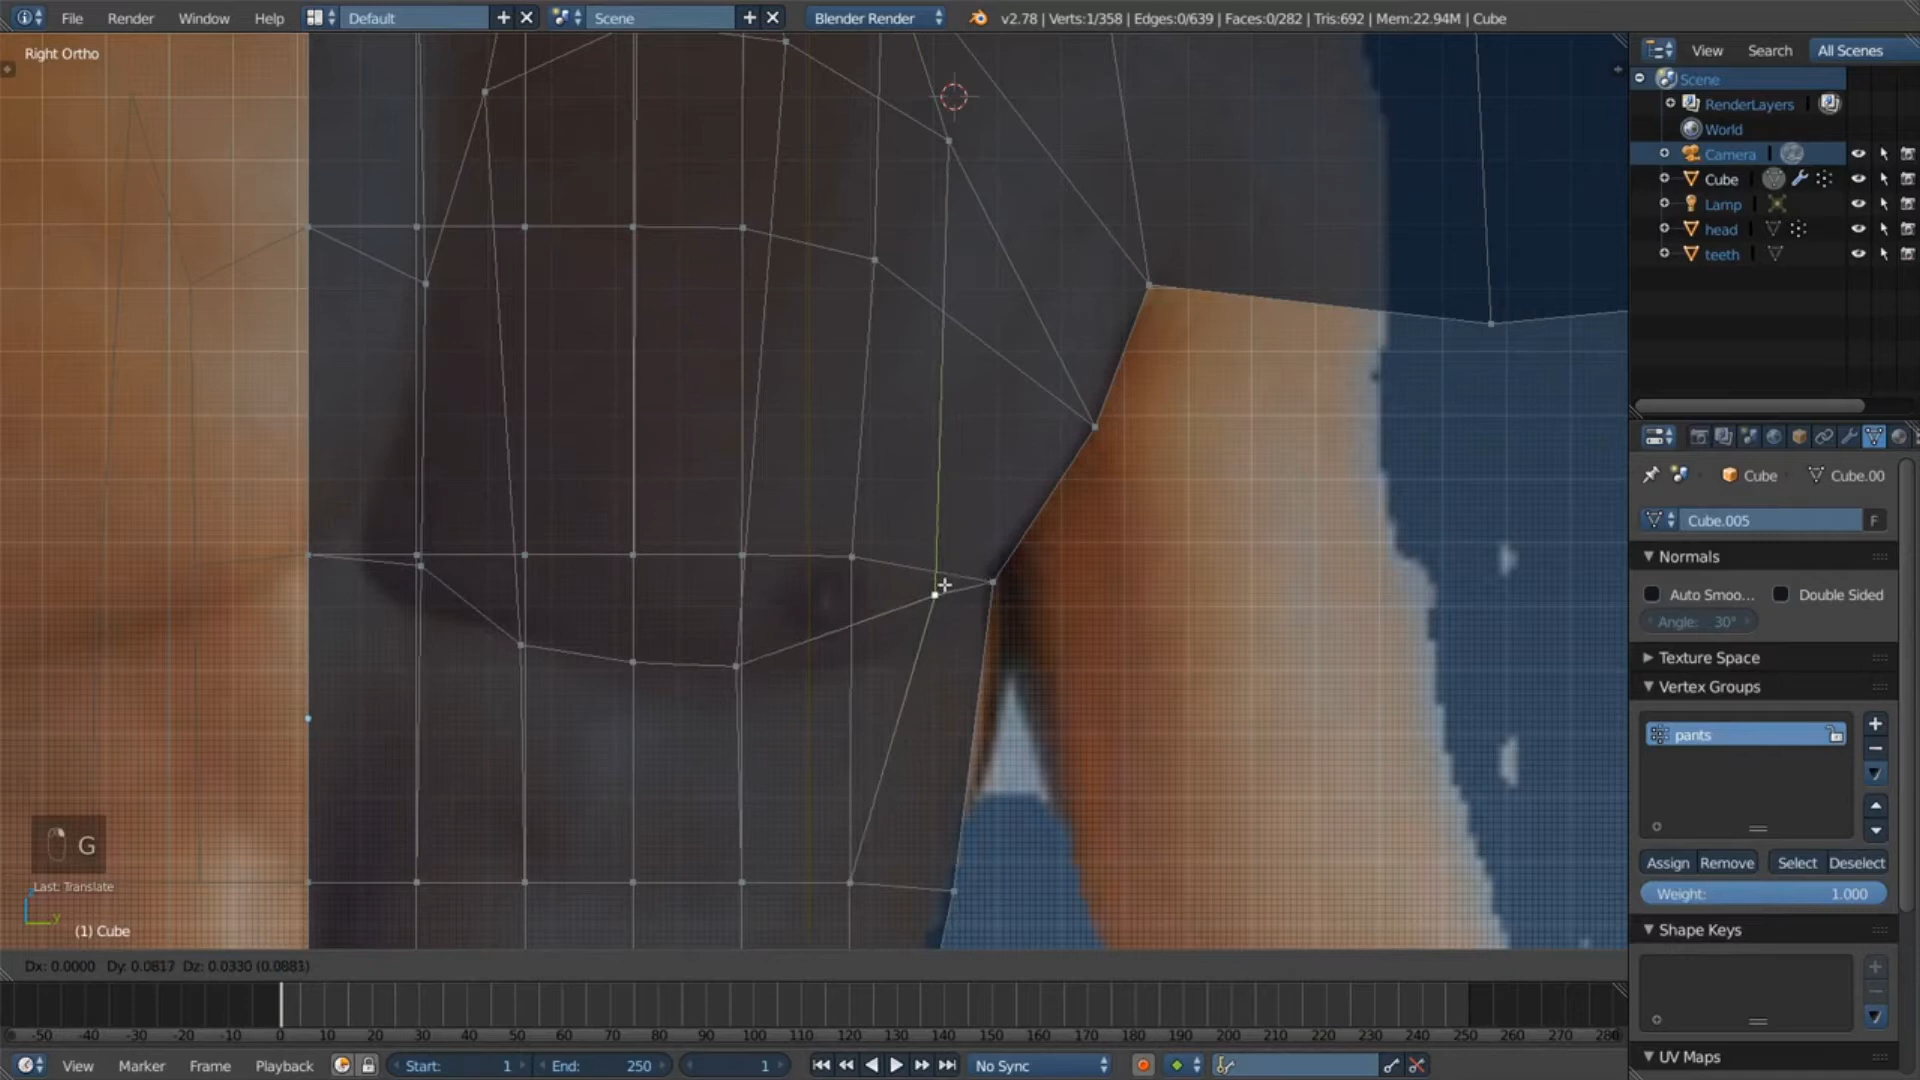 File Render Window Help Default Scene Blender Render v2.78 | Verts:1/358 | Edges:0/639 | Faces:0/282 | Tris:692 | Mem:22.94M | Cube
Right Ortho
View Search All Scenes
Scene
RenderLayers
World
Camera
Cube
Lamp
head
teeth
Cube Cube.00
Cube.005 F
Normals
Auto Smoo... Double Sided
Angle: 30°
Texture Space
Vertex Groups
pants
Assign Remove Select Deselect
Weight: 1.000
Shape Keys
UV Maps
G
Last: Translate
y
(1) Cube
Dx: 0.0000 Dy: 0.0817 Dz: 0.0330 (0.0881)
-50 -40 -30 -20 -10 0 10 20 30 40 50 60 70 80 90 100 110 120 130 140 150 160 170 180 190 200 210 220 230 240 250 260 270 280
View Marker Frame Playback Start: 1 End: 250 1 No Sync